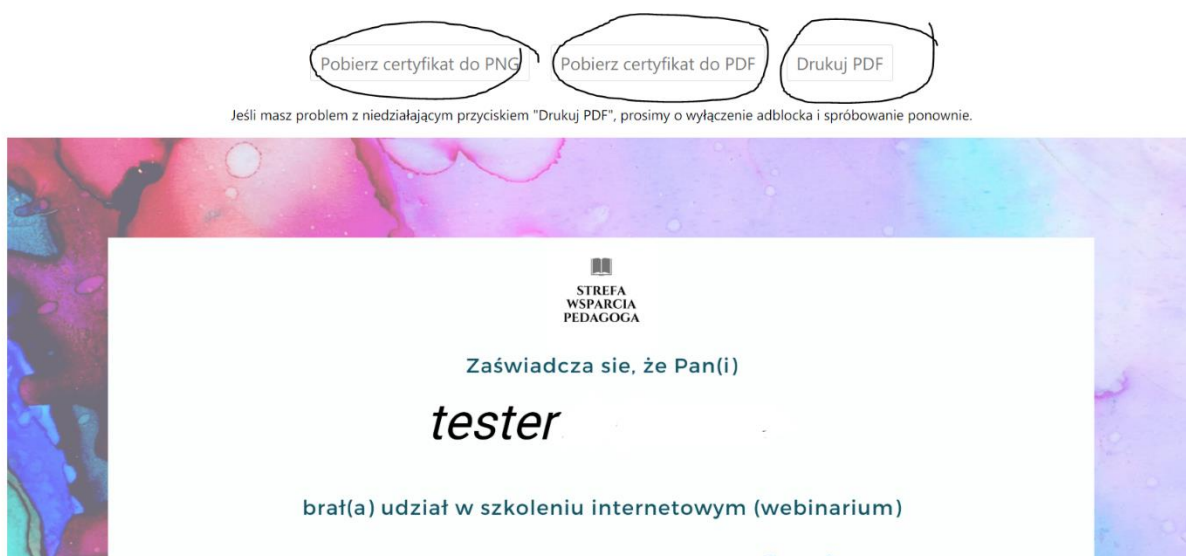 Pobierz certyfikat do PNG Pobierz certyfikat do PDF Drukuj PDF
Jeśli masz problem z niedziałającym przyciskiem "Drukuj PDF", prosimy o wyłączenie adblocka i spróbowanie ponownie.
STREFA
WSPARCIA
PEDAGOGA
Zaświadcza sie, że Pan(i)
tester
brał(a) udział w szkoleniu internetowym (webinarium)